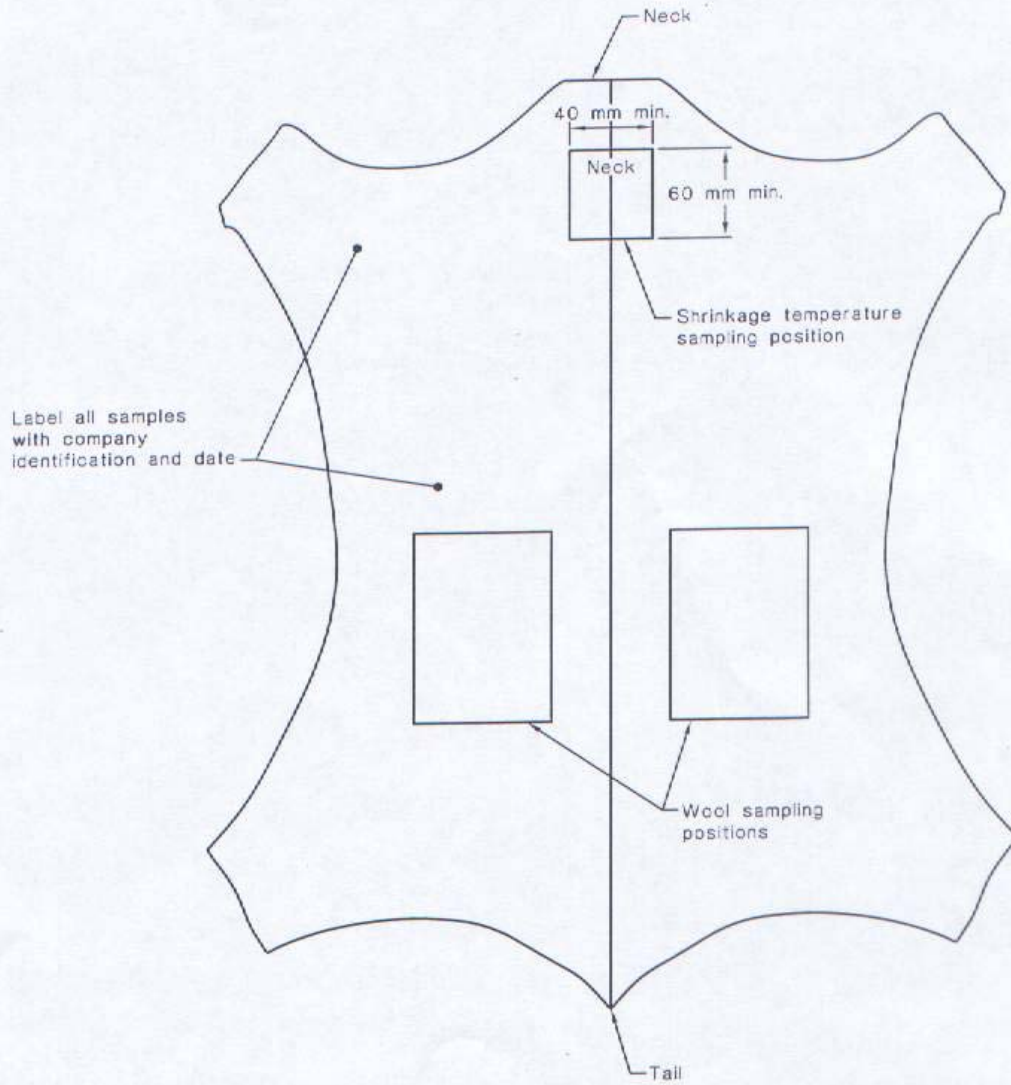 Neck
40 mm min.
Neck
60 mm min.
Shrinkage temperature
sampling position
Label all samples
with company
identification and date
Wool sampling
positions
Tail